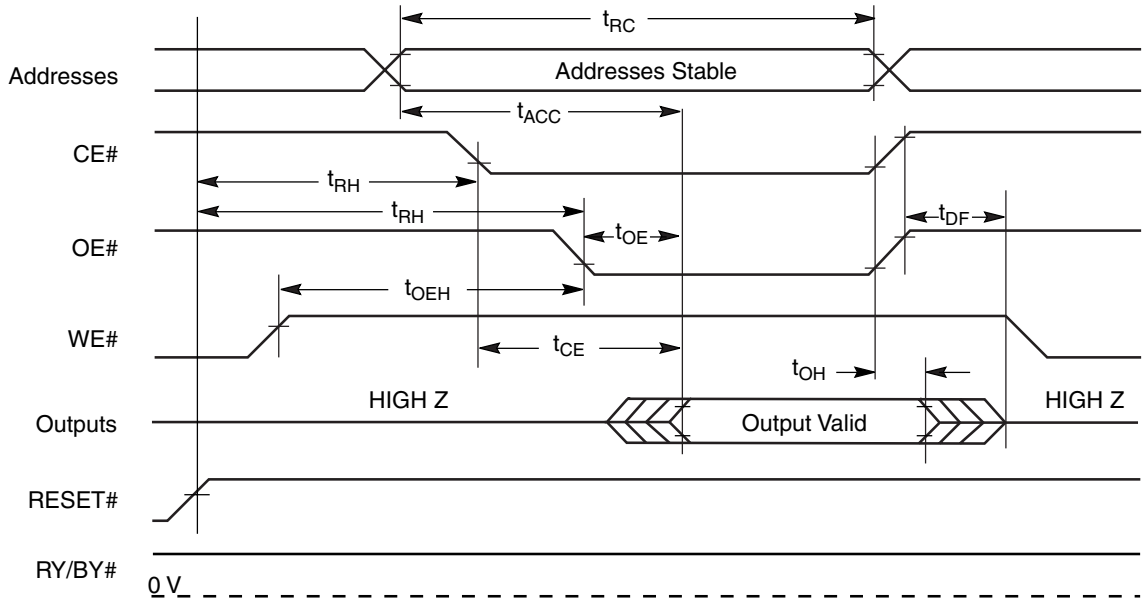 tRC
Addresses
Addresses Stable
tACC
CE#
tRH
tRH
tOE
tDF
OE#
tOEH
WE#
tCE
tOH
HIGH Z
HIGH Z
Outputs
Output Valid
RESET#
RY/BY#
0 V